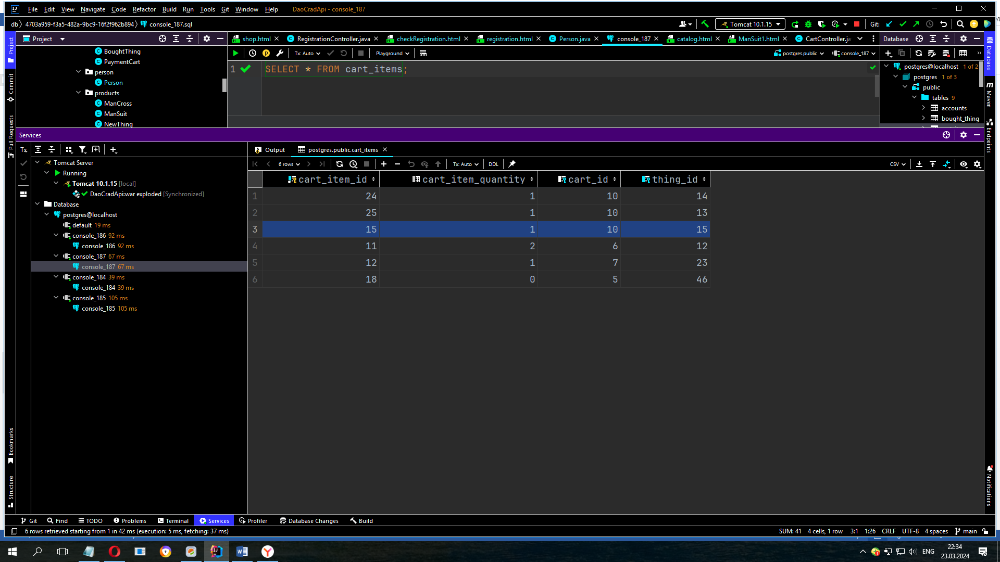 File Edit View Navigate Code Refactor Build Run Tools Git Window Help DaoCradApi - console_187
db 4703a959-f3a5-482a-9bc9-16f2f962b894 console_187.sql Tomcat 10.1.15 Git:
Project shop.html RegistrationController.java checkRegistration.html registration.html Person.java console_187 catalog.html ManSuit1.html CartController.ja Database
Tx: Auto Playground postgres.public console_187
1 SELECT * FROM cart_items;
BoughtThing
PaymentCart
person
Person
products
ManCross
ManSuit
NewThing
postgres@localhost 1 of 2
postgres 1 of 3
public
tables 9
accounts
bought_thing
Project
Commit
Pull Requests
Bookmarks
Structure
Database
Maven
Endpoints
Notifications
Services
Tx
Tomcat Server
Running
Tomcat 10.1.15 [local]
DaoCradApi:war exploded [Synchronized]
Database
postgres@localhost
default 19 ms
console_186 92 ms
console_186 92 ms
console_187 67 ms
console_187 67 ms
console_184 39 ms
console_184 39 ms
console_185 105 ms
console_185 105 ms
Output postgres.public.cart_items
6 rows Tx: Auto DDL CSV
cart_item_id cart_item_quantity cart_id thing_id
1 24 1 10 14
2 25 1 10 13
3 15 1 10 15
4 11 2 6 12
5 12 1 7 23
6 18 0 5 46
Git Find TODO Problems Terminal Services Profiler Database Changes Build
6 rows retrieved starting from 1 in 42 ms (execution: 5 ms, fetching: 37 ms) SUM: 41 4 cells, 1 row 3:1 1:26 CRLF UTF-8 4 spaces main
ENG 22:34
23.03.2024